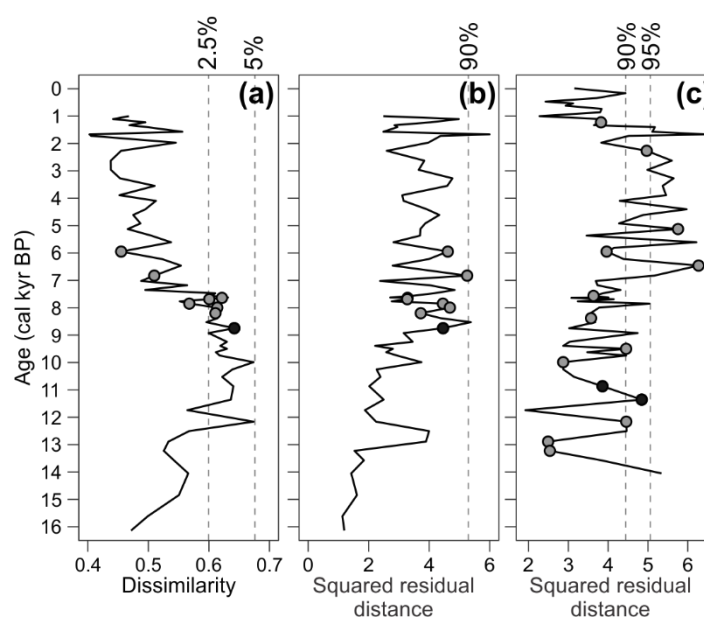 2.5%
5%
90%
90%
95%
(a)
(b)
(c)
Age (cal kyr BP)
0
1
2
3
4
5
6
7
8
9
10
11
12
13
14
15
16
0.4 0.5 0.6 0.7
0 2 4 6
2 3 4 5 6
Dissimilarity
Squared residual
distance
Squared residual
distance